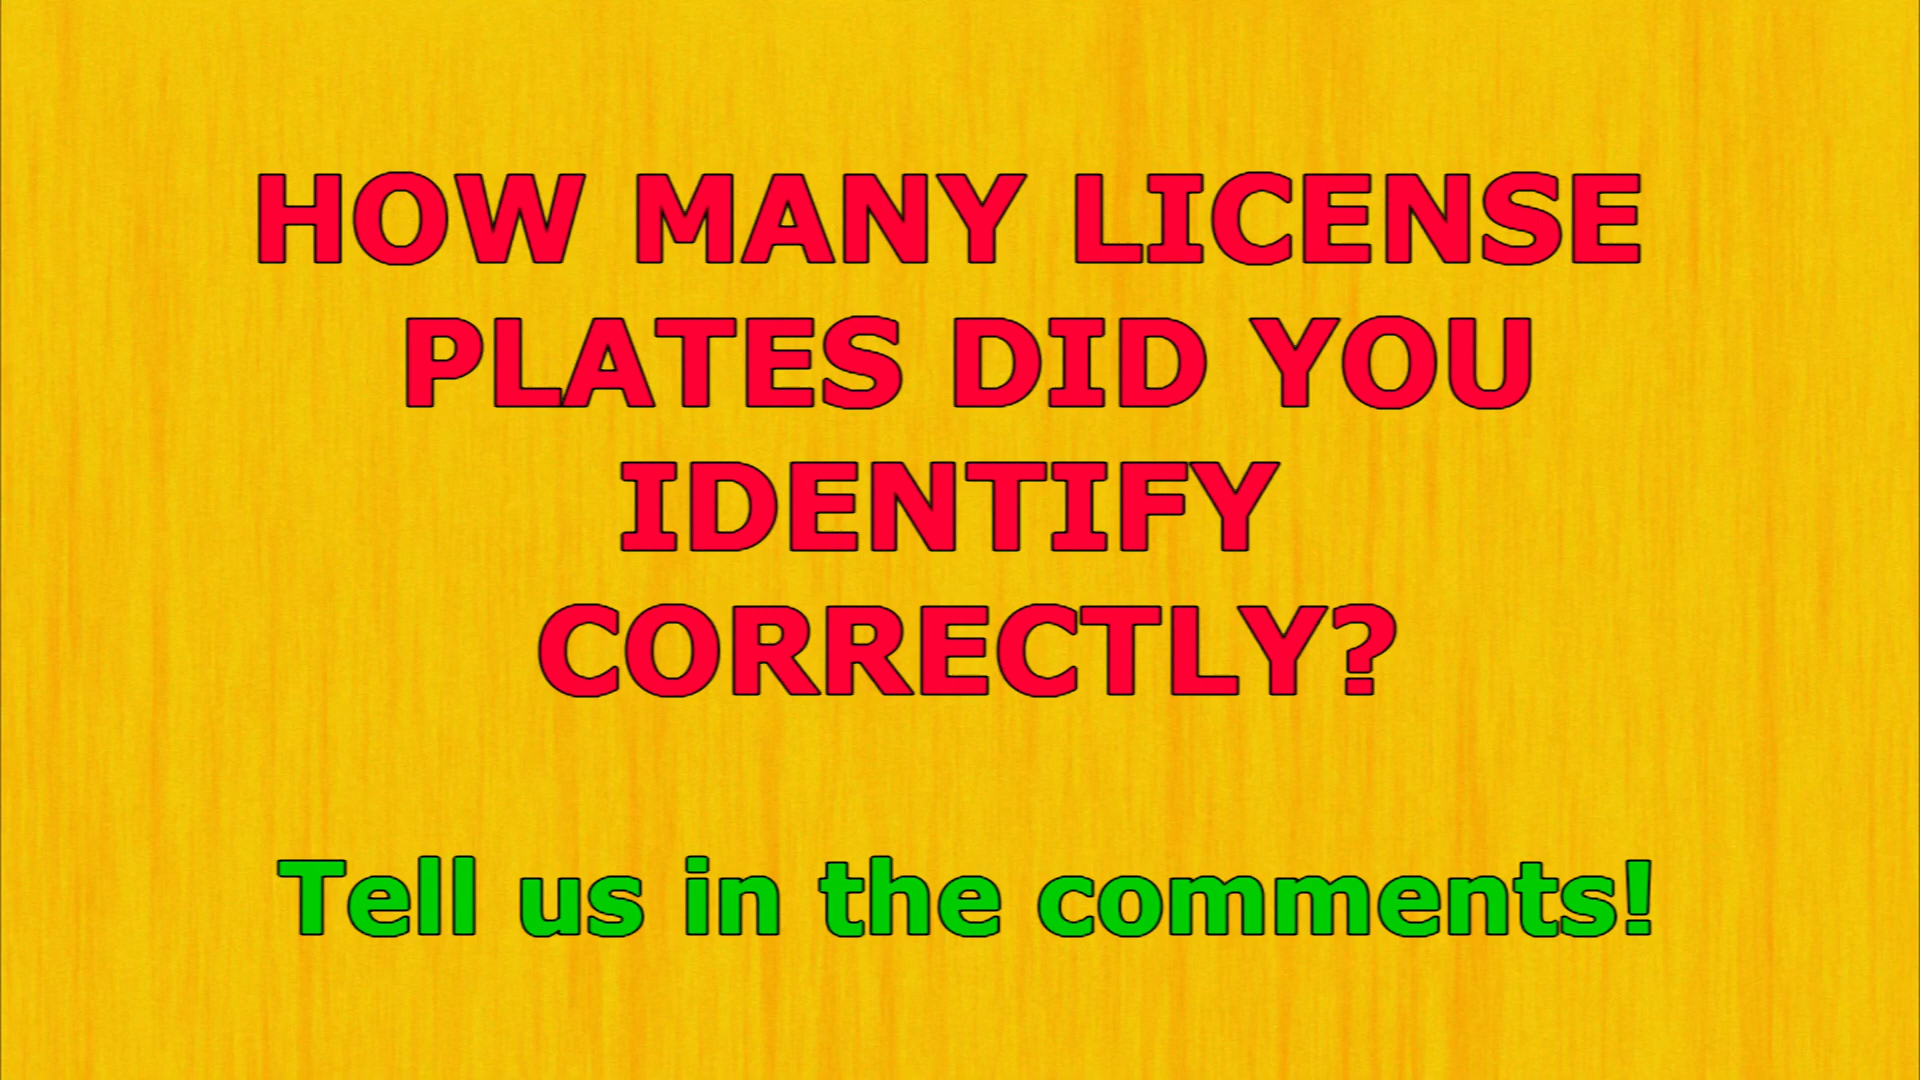 HOW MANY LICENSE
PLATES DID YOU
IDENTIFY
CORRECTLY?
Tell us in the comments!